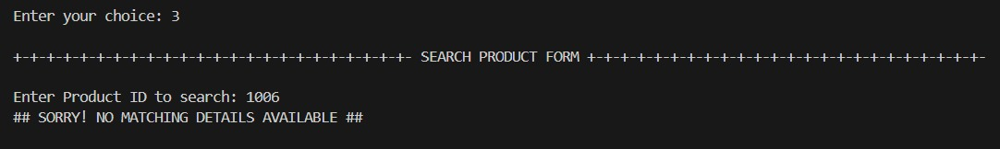 Enter your choice: 3
+-+-+-+-+-+-+-+-+-+-+-+-+-+-+-+-+-+-+-+-+-+-+-+- SEARCH PRODUCT FORM +-+-+-+-+-+-+-+-+-+-+-+-+-+-+-+-+-+-+-+-+-+-+-+-
Enter Product ID to search: 1006
## SORRY! NO MATCHING DETAILS AVAILABLE ##